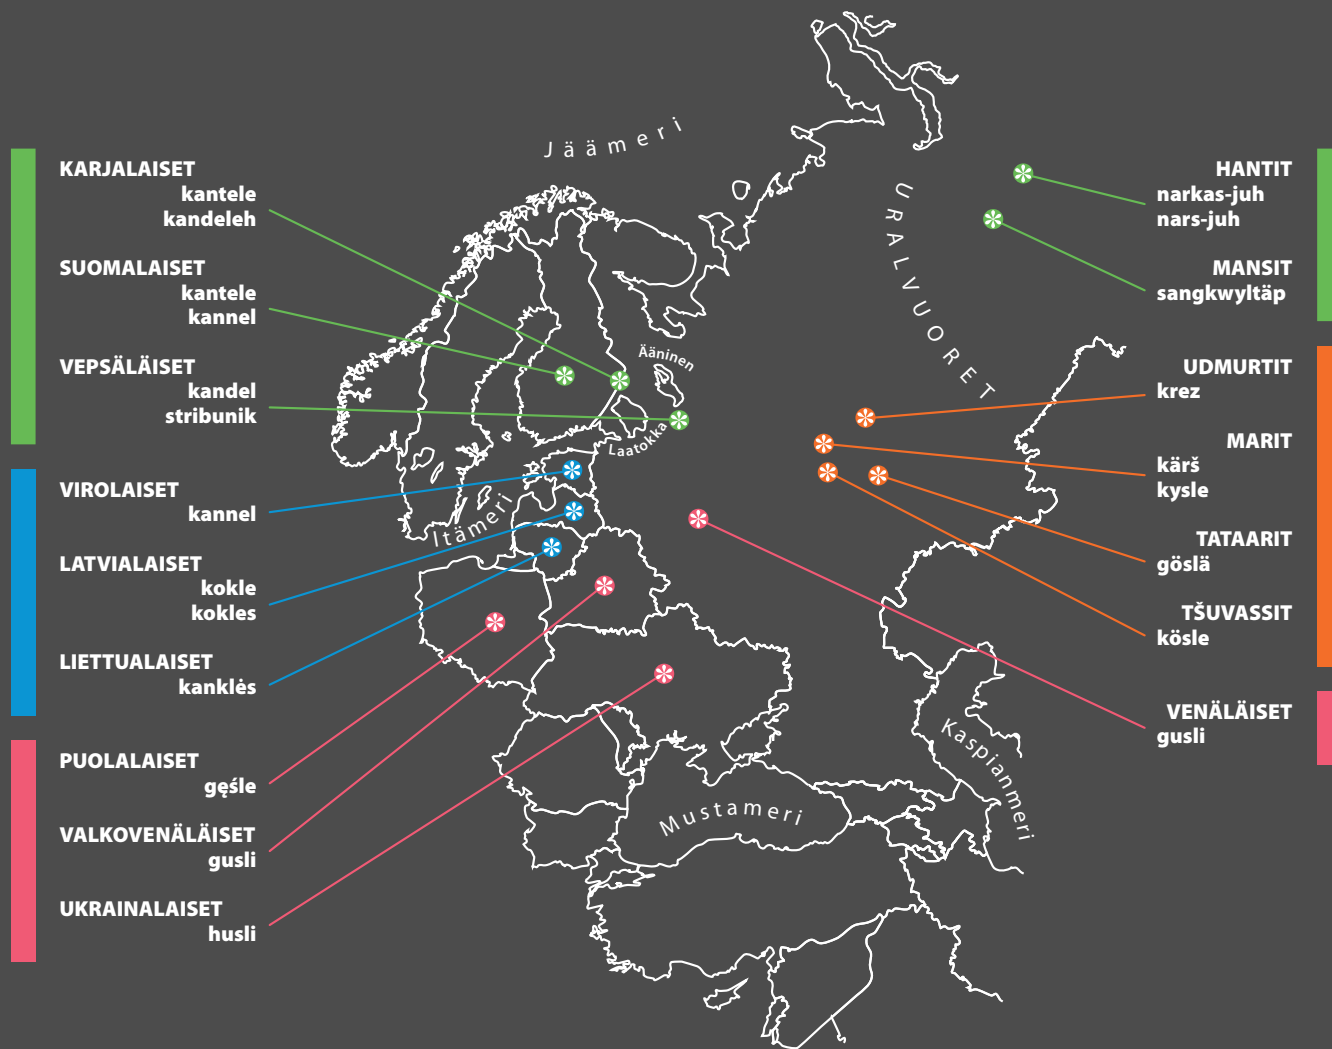 KARJALAISET
kantele
kandeleh
SUOMALAISET
kantele
kannel
VEPSÄLÄISET
kandel
stribunik
VIROLAISET
kannel
LATVIALAISET
kokle
kokles
LIETTUALAISET
kanklės
PUOLALAISET
gęśle
VALKOVENÄLÄISET
gusli
UKRAINALAISET
husli
Jäämeri
URALVUORET
Ääninen
Laatokka
Itämeri
Mustameri
Kaspianmeri
HANTIT
narkas-juh
nars-juh
MANSIT
sangkwyltäp
UDMURTIT
krez
MARIT
kärš
kysle
TATAARIT
göslä
TŠUVASSIT
kösle
VENÄLÄISET
gusli